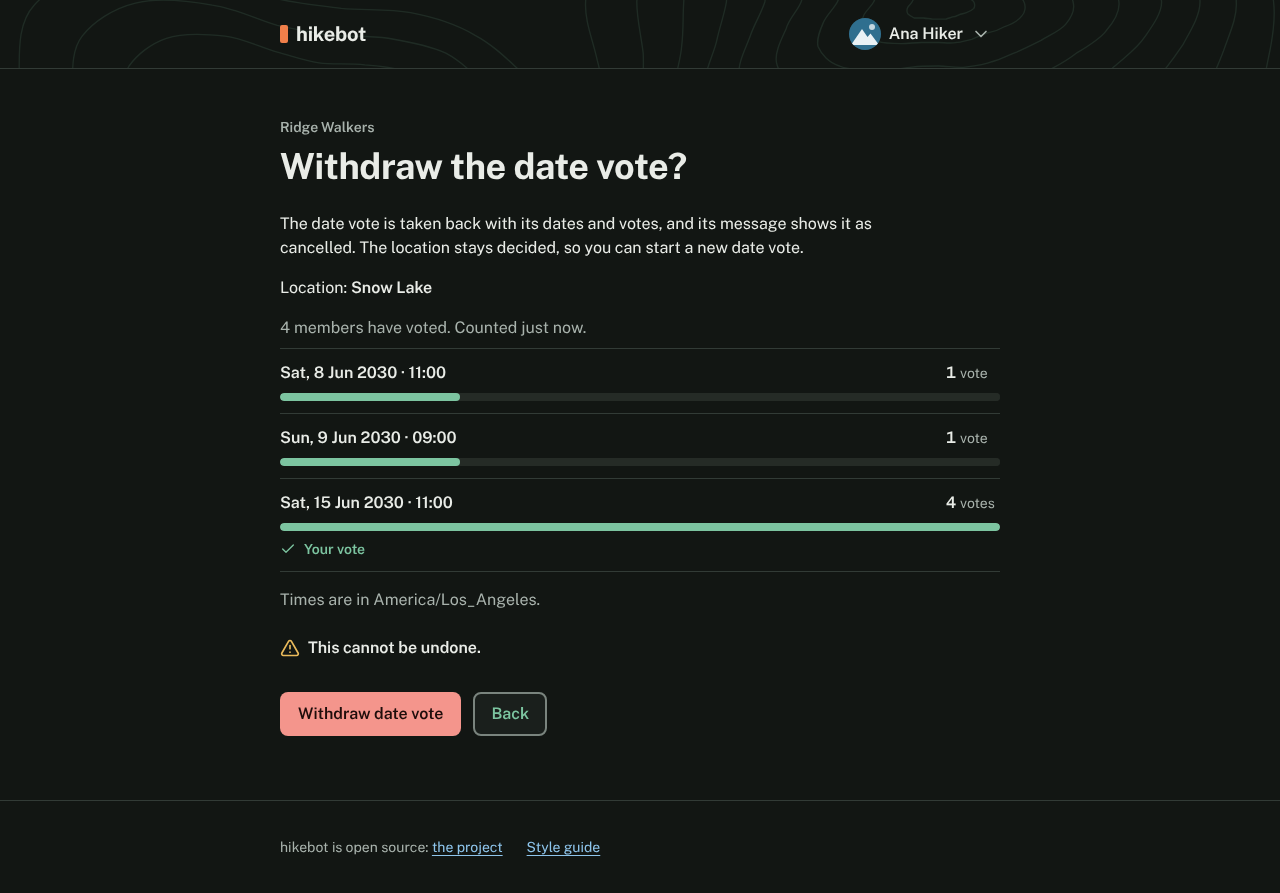 hikebot
Ana Hiker
Ridge Walkers
Withdraw the date vote?
The date vote is taken back with its dates and votes, and its message shows it as
cancelled. The location stays decided, so you can start a new date vote.
Location: Snow Lake
4 members have voted. Counted just now.
Sat, 8 Jun 2030 · 11:00
1 vote
Sun, 9 Jun 2030 · 09:00
1 vote
Sat, 15 Jun 2030 · 11:00
4 votes
Your vote
Times are in America/Los_Angeles.
This cannot be undone.
Withdraw date vote
Back
hikebot is open source: the project
Style guide